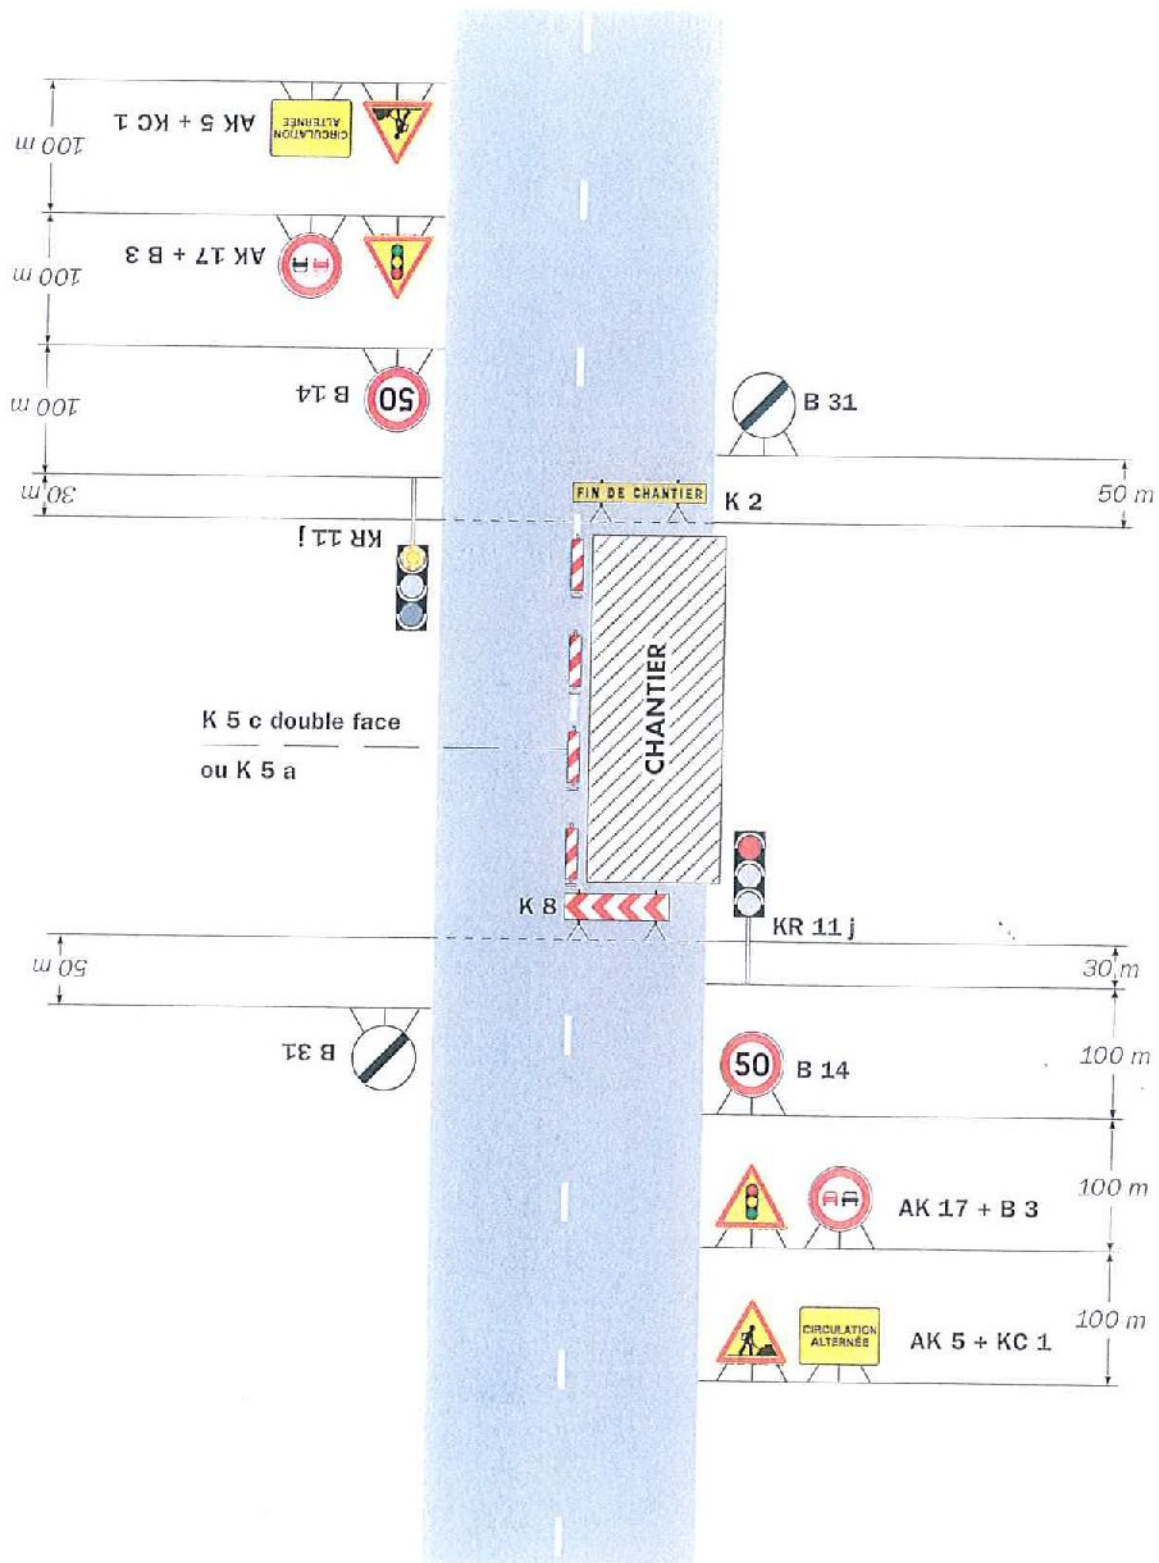 AK 5 + KC 1
CIRCULATION
ALTERNÉE
100 m
AK 17 + B 3
100 m
B 14
50
100 m
30 m
KR 11 j
B 31
FIN DE CHANTIER
K 2
50 m
K 5 c double face
ou K 5 a
CHANTIER
K 8
KR 11 j
50 m
30 m
B 31
50
B 14
100 m
AK 17 + B 3
100 m
CIRCULATION
ALTERNÉE
AK 5 + KC 1
100 m